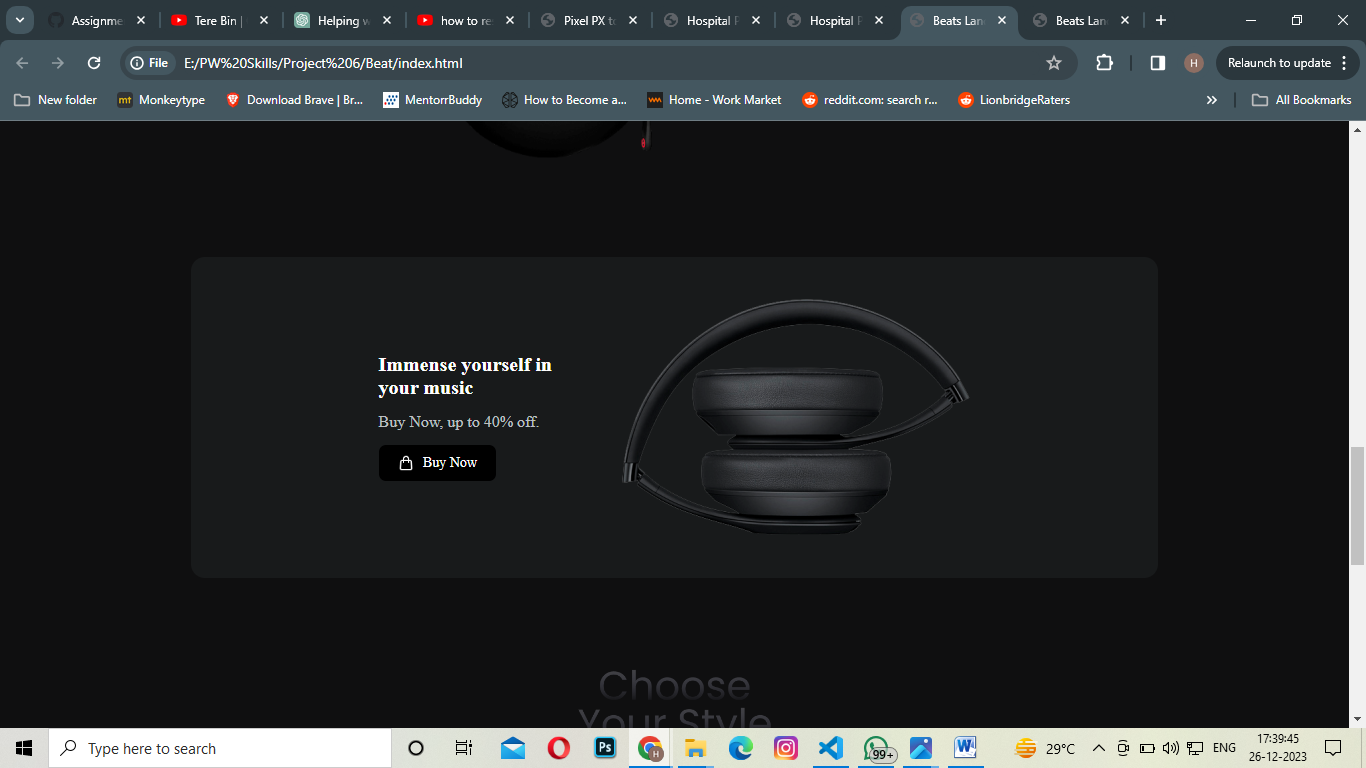 Assignme
Tere Bin |
Helping w
how to re
Pixel PX to
Hospital P
Hospital P
Beats Lan
Beats Lan
File
E:/PW%20Skills/Project%206/Beat/index.html
Relaunch to update
H
New folder
mt
Monkeytype
Download Brave | Br...
MentorrBuddy
How to Become a...
Home - Work Market
reddit.com: search r...
LionbridgeRaters
»
All Bookmarks
Immense yourself in
your music
Buy Now, up to 40% off.
Buy Now
Choose
Your Style
Type here to search
Ps
H
99+
W
29°C
ENG
17:39:45
26-12-2023